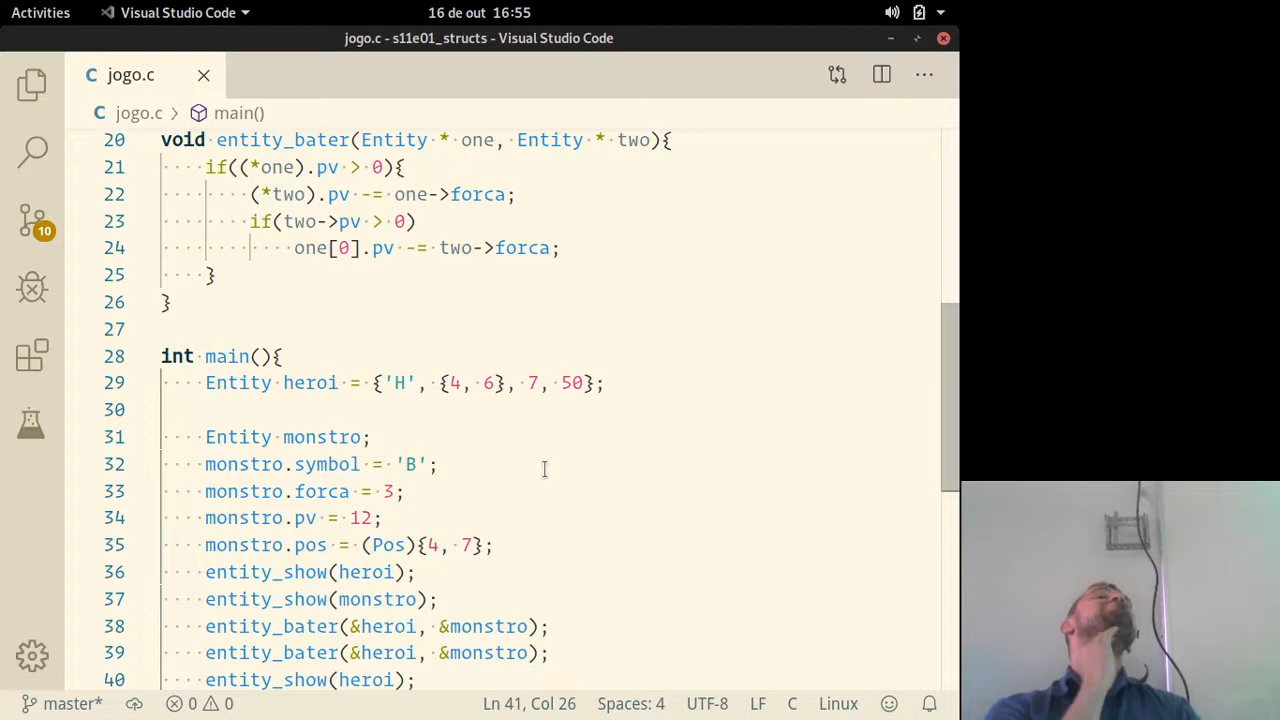 Activities Visual Studio Code 16 de out 16:55
jogo.c - s11e01_structs - Visual Studio Code
jogo.c
jogo.c main()
20 void entity_bater(Entity * one, Entity * two){
21 if((*one).pv > 0){
22 (*two).pv -= one->forca;
23 if(two->pv > 0)
24 one[0].pv -= two->forca;
25 }
26 }
27
28 int main(){
29 Entity heroi = {'H', {4, 6}, 7, 50};
30
31 Entity monstro;
32 monstro.symbol = 'B';
33 monstro.forca = 3;
34 monstro.pv = 12;
35 monstro.pos = (Pos){4, 7};
36 entity_show(heroi);
37 entity_show(monstro);
38 entity_bater(&heroi, &monstro);
39 entity_bater(&heroi, &monstro);
40 entity_show(heroi);
10
master* 0 0 Ln 41, Col 26 Spaces: 4 UTF-8 LF C Linux